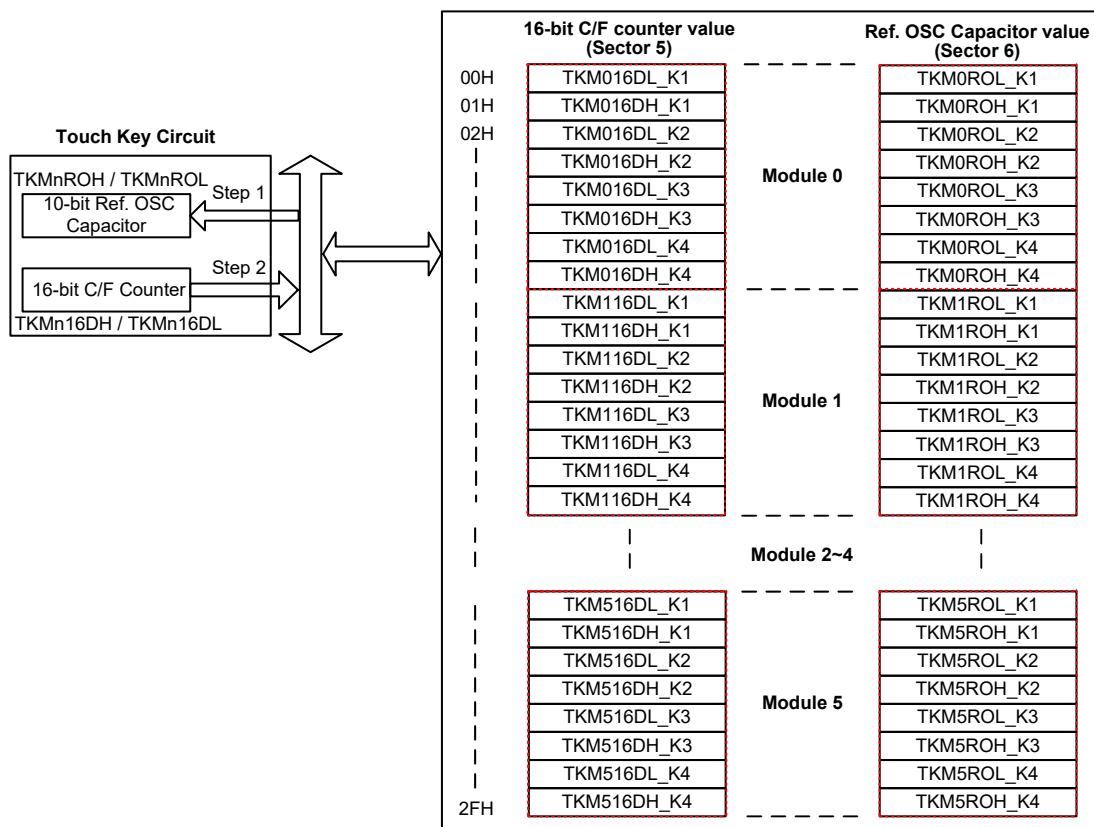 16-bit C/F counter value
(Sector 5)
Ref. OSC Capacitor value
(Sector 6)
Touch Key Circuit
TKMnROH / TKMnROL
10-bit Ref. OSC
Capacitor
Step 1
Step 2
16-bit C/F Counter
TKMn16DH / TKMn16DL
00H
01H
02H
2FH
TKM016DL_K1
TKM016DH_K1
TKM016DL_K2
TKM016DH_K2
TKM016DL_K3
TKM016DH_K3
TKM016DL_K4
TKM016DH_K4
TKM116DL_K1
TKM116DH_K1
TKM116DL_K2
TKM116DH_K2
TKM116DL_K3
TKM116DH_K3
TKM116DL_K4
TKM116DH_K4
TKM516DL_K1
TKM516DH_K1
TKM516DL_K2
TKM516DH_K2
TKM516DL_K3
TKM516DH_K3
TKM516DL_K4
TKM516DH_K4
Module 0
Module 1
Module 2~4
Module 5
TKM0ROL_K1
TKM0ROH_K1
TKM0ROL_K2
TKM0ROH_K2
TKM0ROL_K3
TKM0ROH_K3
TKM0ROL_K4
TKM0ROH_K4
TKM1ROL_K1
TKM1ROH_K1
TKM1ROL_K2
TKM1ROH_K2
TKM1ROL_K3
TKM1ROH_K3
TKM1ROL_K4
TKM1ROH_K4
TKM5ROL_K1
TKM5ROH_K1
TKM5ROL_K2
TKM5ROH_K2
TKM5ROL_K3
TKM5ROH_K3
TKM5ROL_K4
TKM5ROH_K4